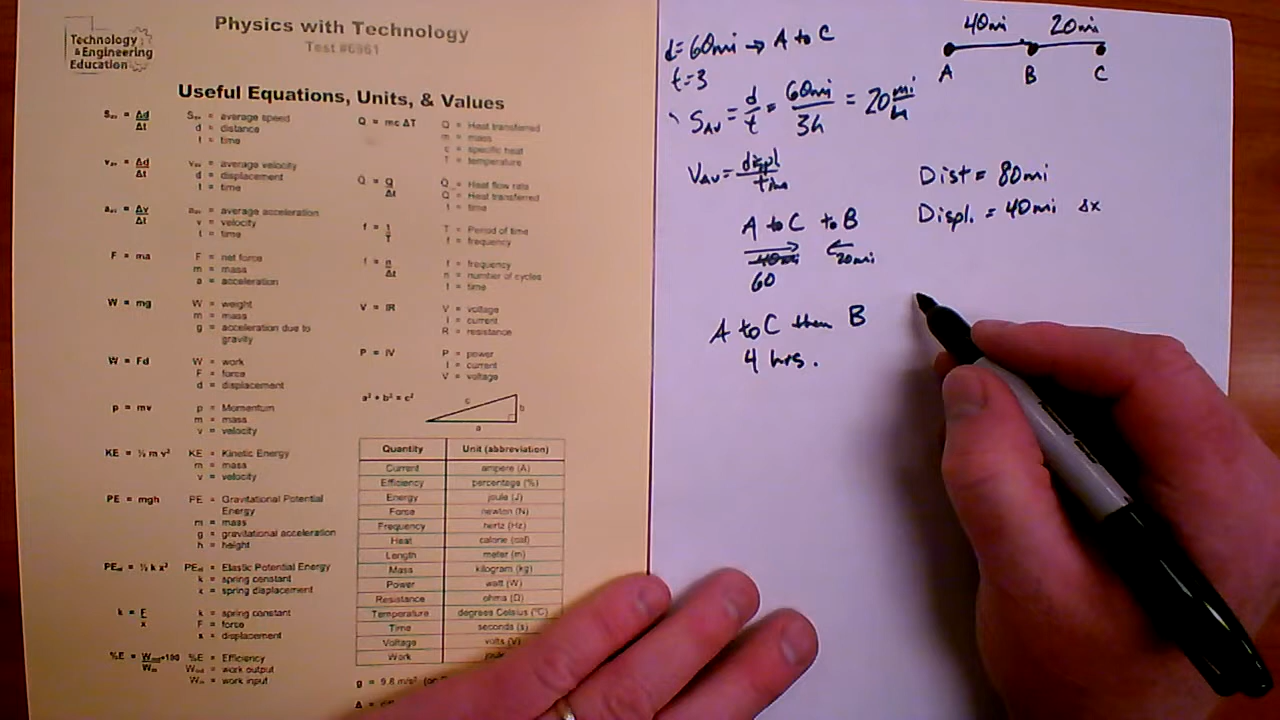 Technology
& Engineering
Education
Physics with Technology
Test #6961
Useful Equations, Units, & Values
Sav = Δd/Δt
Sav = average speed
d = distance
t = time
vav = Δd/Δt
vav = average velocity
d = displacement
t = time
aav = Δv/Δt
aav = average acceleration
v = velocity
t = time
F = ma
F = net force
m = mass
a = acceleration
W = mg
W = weight
m = mass
g = acceleration due to
gravity
W = Fd
W = work
F = force
d = displacement
p = mv
p = Momentum
m = mass
v = velocity
KE = ½ m v²
KE = Kinetic Energy
m = mass
v = velocity
PE = mgh
PE = Gravitational Potential
Energy
m = mass
g = gravitational acceleration
h = height
PEel = ½ k x²
PEel = Elastic Potential Energy
k = spring constant
x = spring displacement
k = F/x
k = spring constant
F = force
x = displacement
%E = Wout/Win*100
%E = Efficiency
Wout = work output
Win = work input
Q = mc ΔT
Q = Heat transferred
m = mass
c = specific heat
T = temperature
Q = Q/Δt
Q = Heat flow rate
Q = Heat transferred
t = time
f = 1/T
T = Period of time
f = frequency
f = n/Δt
f = frequency
n = number of cycles
t = time
V = IR
V = voltage
I = current
R = resistance
P = IV
P = power
I = current
V = voltage
a² + b² = c²
c
b
a
Quantity Unit (abbreviation)
Current ampere (A)
Efficiency percentage (%)
Energy joule (J)
Force newton (N)
Frequency hertz (Hz)
Heat calorie (cal)
Length meter (m)
Mass kilogram (kg)
Power watt (W)
Resistance ohms (Ω)
Temperature degrees Celsius (°C)
Time seconds (s)
Voltage volts (V)
Work
g = 9.8 m/s²
d=60mi → A to C
t=3
SAV = d/t = 60mi/3h = 20 mi/h
VAV = displ/time
A to C to B
40mi 20mi
60
A to C then B
4 hrs.
40mi 20mi
A B C
Dist = 80mi
Displ. = 40mi Δx